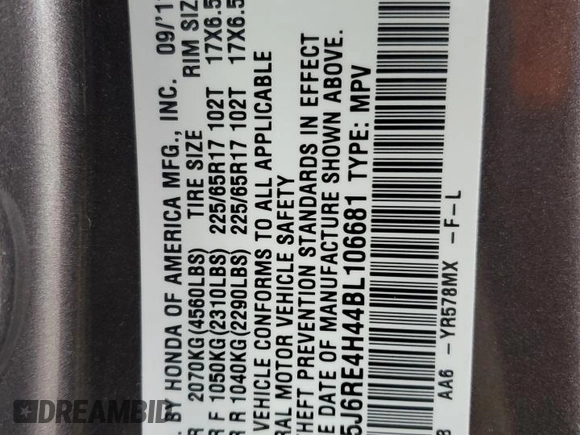 . BY HONDA OF AMERICA MFG., INC. 09/'1
R 2070KG(4560LBS) TIRE SIZE RIM SIZ
R F 1050KG(2310LBS) 225/65R17 102T 17X6.5
R R 1040KG(2290LBS) 225/65R17 102T 17X6.5
VEHICLE CONFORMS TO ALL APPLICABLE
RAL MOTOR VEHICLE SAFETY
HEFT PREVENTION STANDARDS IN EFFECT
E DATE OF MANUFACTURE SHOWN ABOVE.
5J6RE4H44BL106681 TYPE: MPV
B AA6 -YR578MX -F-L
DREAMBID